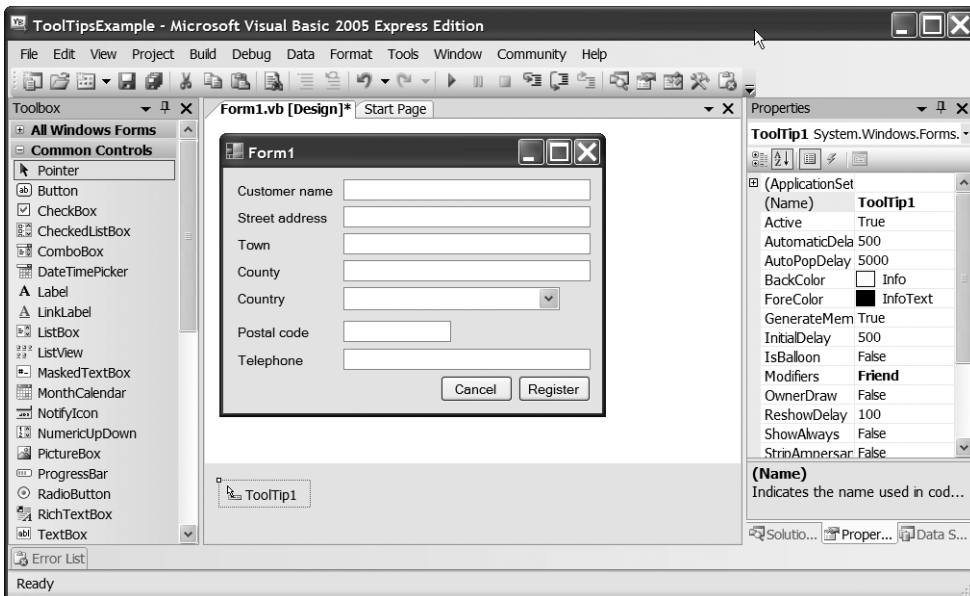 ToolTipsExample - Microsoft Visual Basic 2005 Express Edition
File Edit View Project Build Debug Data Format Tools Window Community Help
Toolbox
All Windows Forms
Common Controls
Pointer
Button
CheckBox
CheckedListBox
ComboBox
DateTimePicker
Label
LinkLabel
ListBox
ListView
MaskedTextBox
MonthCalendar
NotifyIcon
NumericUpDown
PictureBox
ProgressBar
RadioButton
RichTextBox
TextBox
Form1.vb [Design]* Start Page
Form1
Customer name
Street address
Town
County
Country
Postal code
Telephone
Cancel Register
ToolTip1
Properties
ToolTip1 System.Windows.Forms.
(ApplicationSet
(Name) ToolTip1
Active True
AutomaticDela 500
AutoPopDelay 5000
BackColor Info
ForeColor InfoText
GenerateMem True
InitialDelay 500
IsBalloon False
Modifiers Friend
OwnerDraw False
ReshowDelay 100
ShowAlways False
StripAmpersar False
(Name)
Indicates the name used in cod...
Solutio... Proper... Data S...
Error List
Ready